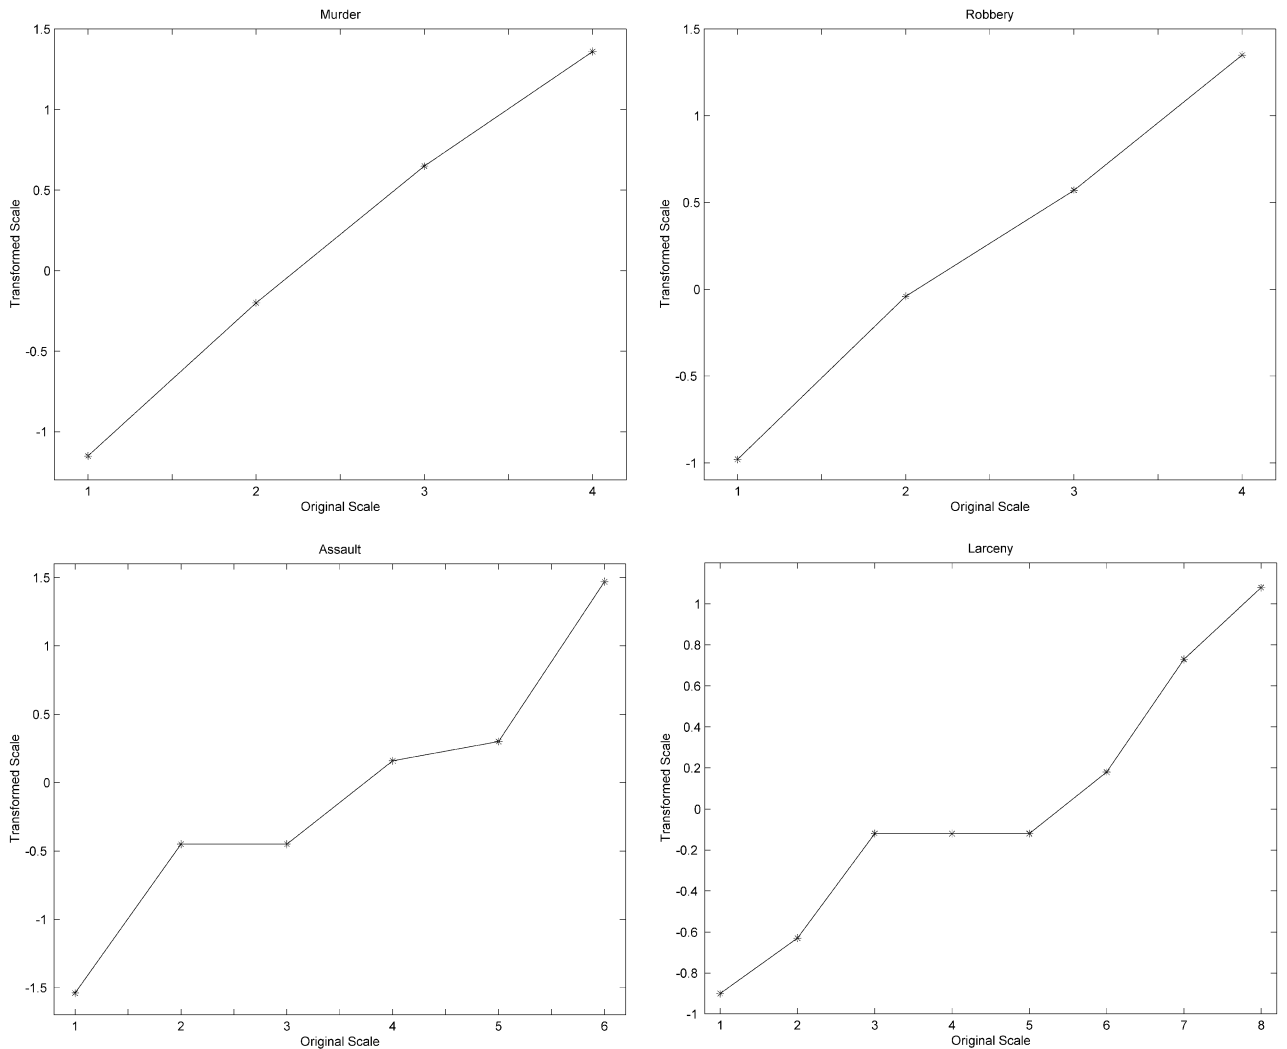 Murder
1.5
1
0.5
0
-0.5
-1
Transformed Scale
1 2 3 4
Original Scale
Robbery
1.5
1
0.5
0
-0.5
-1
Transformed Scale
1 2 3 4
Original Scale
Assault
1.5
1
0.5
0
-0.5
-1
-1.5
Transformed Scale
1 2 3 4 5 6
Original Scale
Larceny
1
0.8
0.6
0.4
0.2
0
-0.2
-0.4
-0.6
-0.8
-1
Transformed Scale
1 2 3 4 5 6 7 8
Original Scale